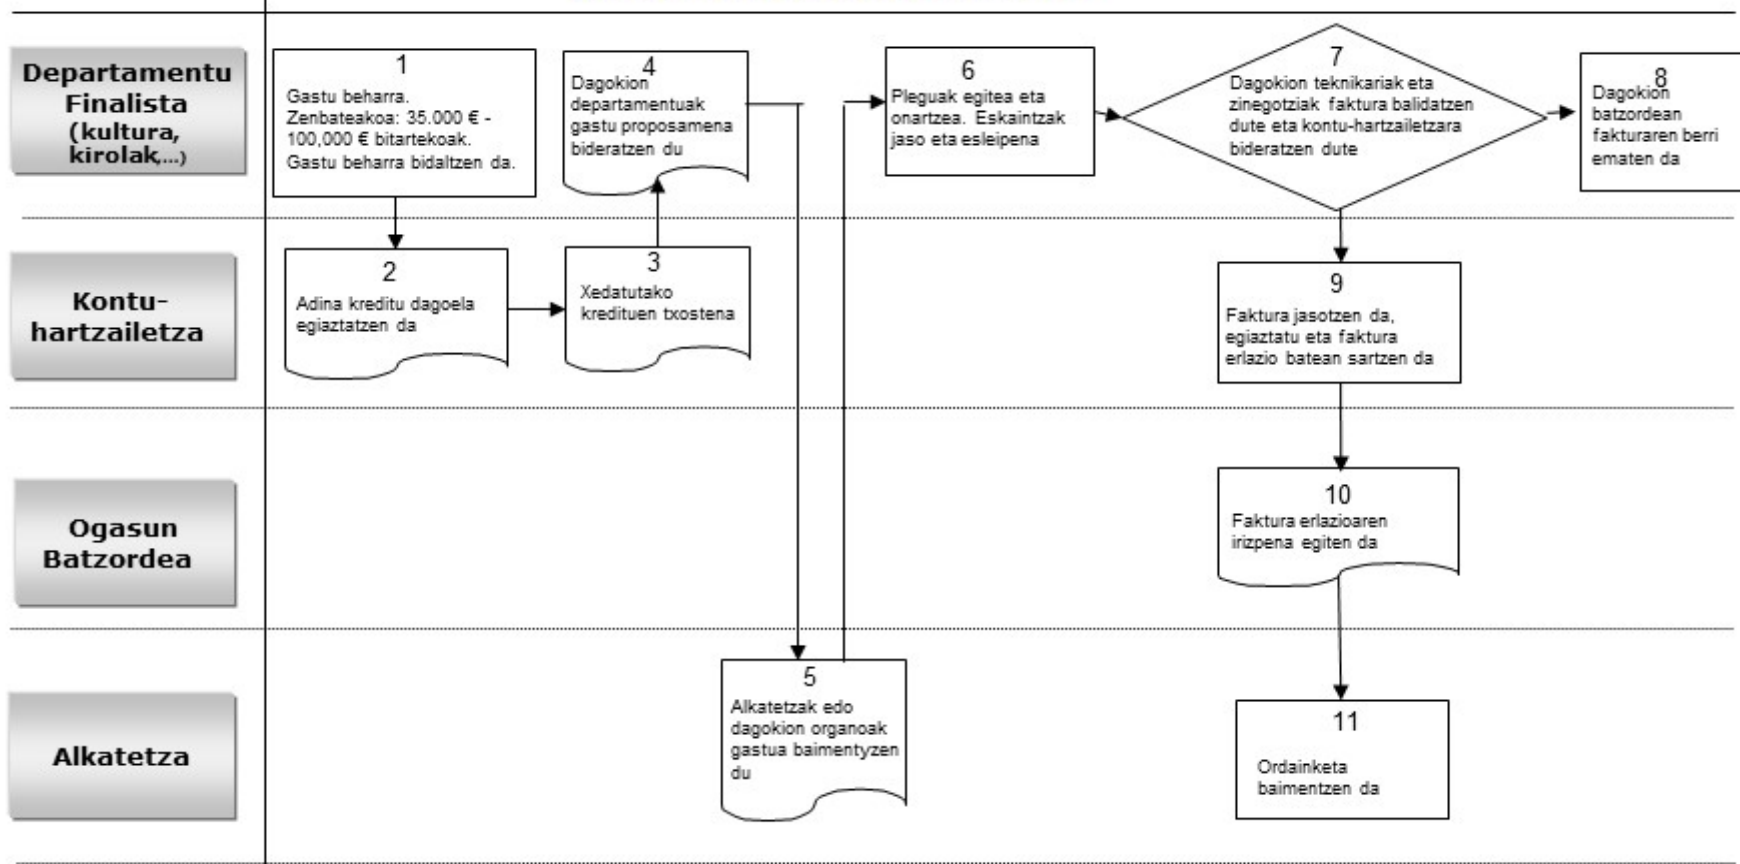 Departamentu
Finalista
(kultura,
kirolak,...)
1
Gastu beharra.
Zenbateakoa: 35.000 € -
100,000 € bitartekoak.
Gastu beharra bidaltzen da.
4
Dagokion
departamentuak
gastu proposamena
bideratzen du
6
Pleguak egitea eta
onartzea. Eskaintzak
jaso eta esleipena
7
Dagokion teknikariak eta
zinegotziak faktura balidatzen
dute eta kontu-hartzailetzara
bideratzen dute
8
Dagokion
batzordean
fakturaren berri
ematen da
Kontu-
hartzailetza
2
Adina kreditu dagoela
egiaztatzen da
3
Xedatutako
kredituen txostena
9
Faktura jasotzen da,
egiaztatu eta faktura
erlazio batean sartzen da
Ogasun
Batzordea
10
Faktura erlazioaren
irizpena egiten da
Alkatetza
5
Alkatetzak edo
dagokion organoak
gastua baimentyzen
du
11
Ordainketa
baimentzen da